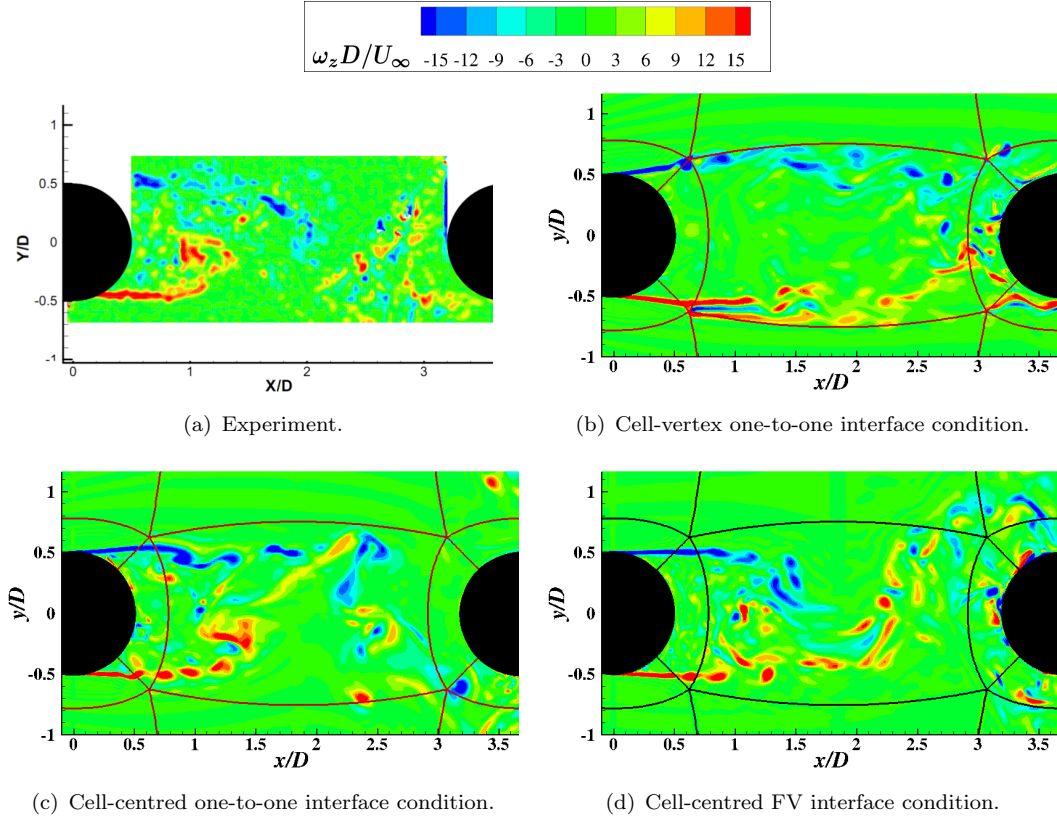 ω_z D/U_∞ -15 -12 -9 -6 -3 0 3 6 9 12 15
Y/D
1
0.5
0
-0.5
-1
0 1 2 3
X/D
(a) Experiment.
y/D
1
0.5
0
-0.5
-1
0 0.5 1 1.5 2 2.5 3 3.5
x/D
(b) Cell-vertex one-to-one interface condition.
y/D
1
0.5
0
-0.5
-1
0 0.5 1 1.5 2 2.5 3 3.5
x/D
(c) Cell-centred one-to-one interface condition.
y/D
1
0.5
0
-0.5
-1
0 0.5 1 1.5 2 2.5 3 3.5
x/D
(d) Cell-centred FV interface condition.